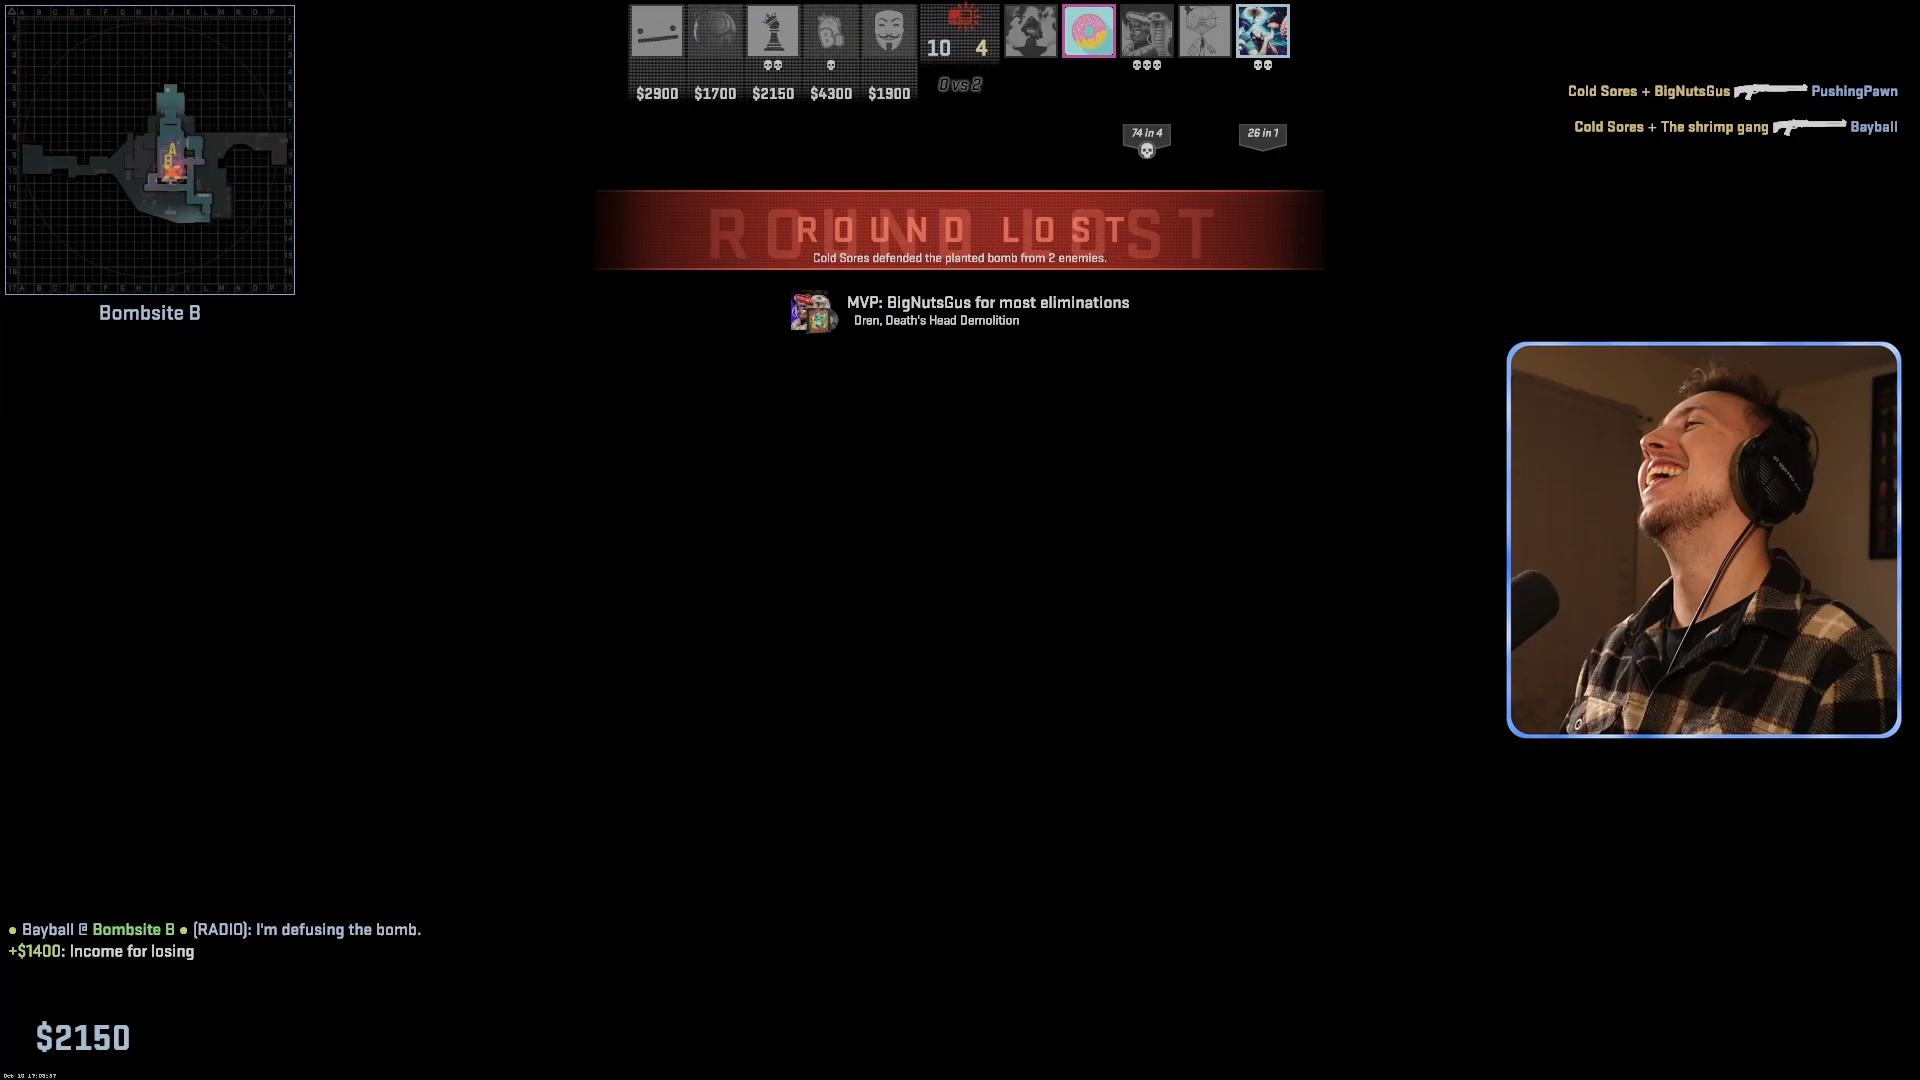 10 4
0 vs 2
$2900 $1700 $2150 $4300 $1900
74 in 4 26 in 1
Cold Sores + BigNutsGus PushingPawn
Cold Sores + The shrimp gang Bayball
A
B
Bombsite B
ROUND LOST
ROUND LOST
Cold Sores defended the planted bomb from 2 enemies.
MVP: BigNutsGus for most eliminations
Dren, Death's Head Demolition
• Bayball @ Bombsite B • (RADIO): I'm defusing the bomb.
+$1400: Income for losing
$2150